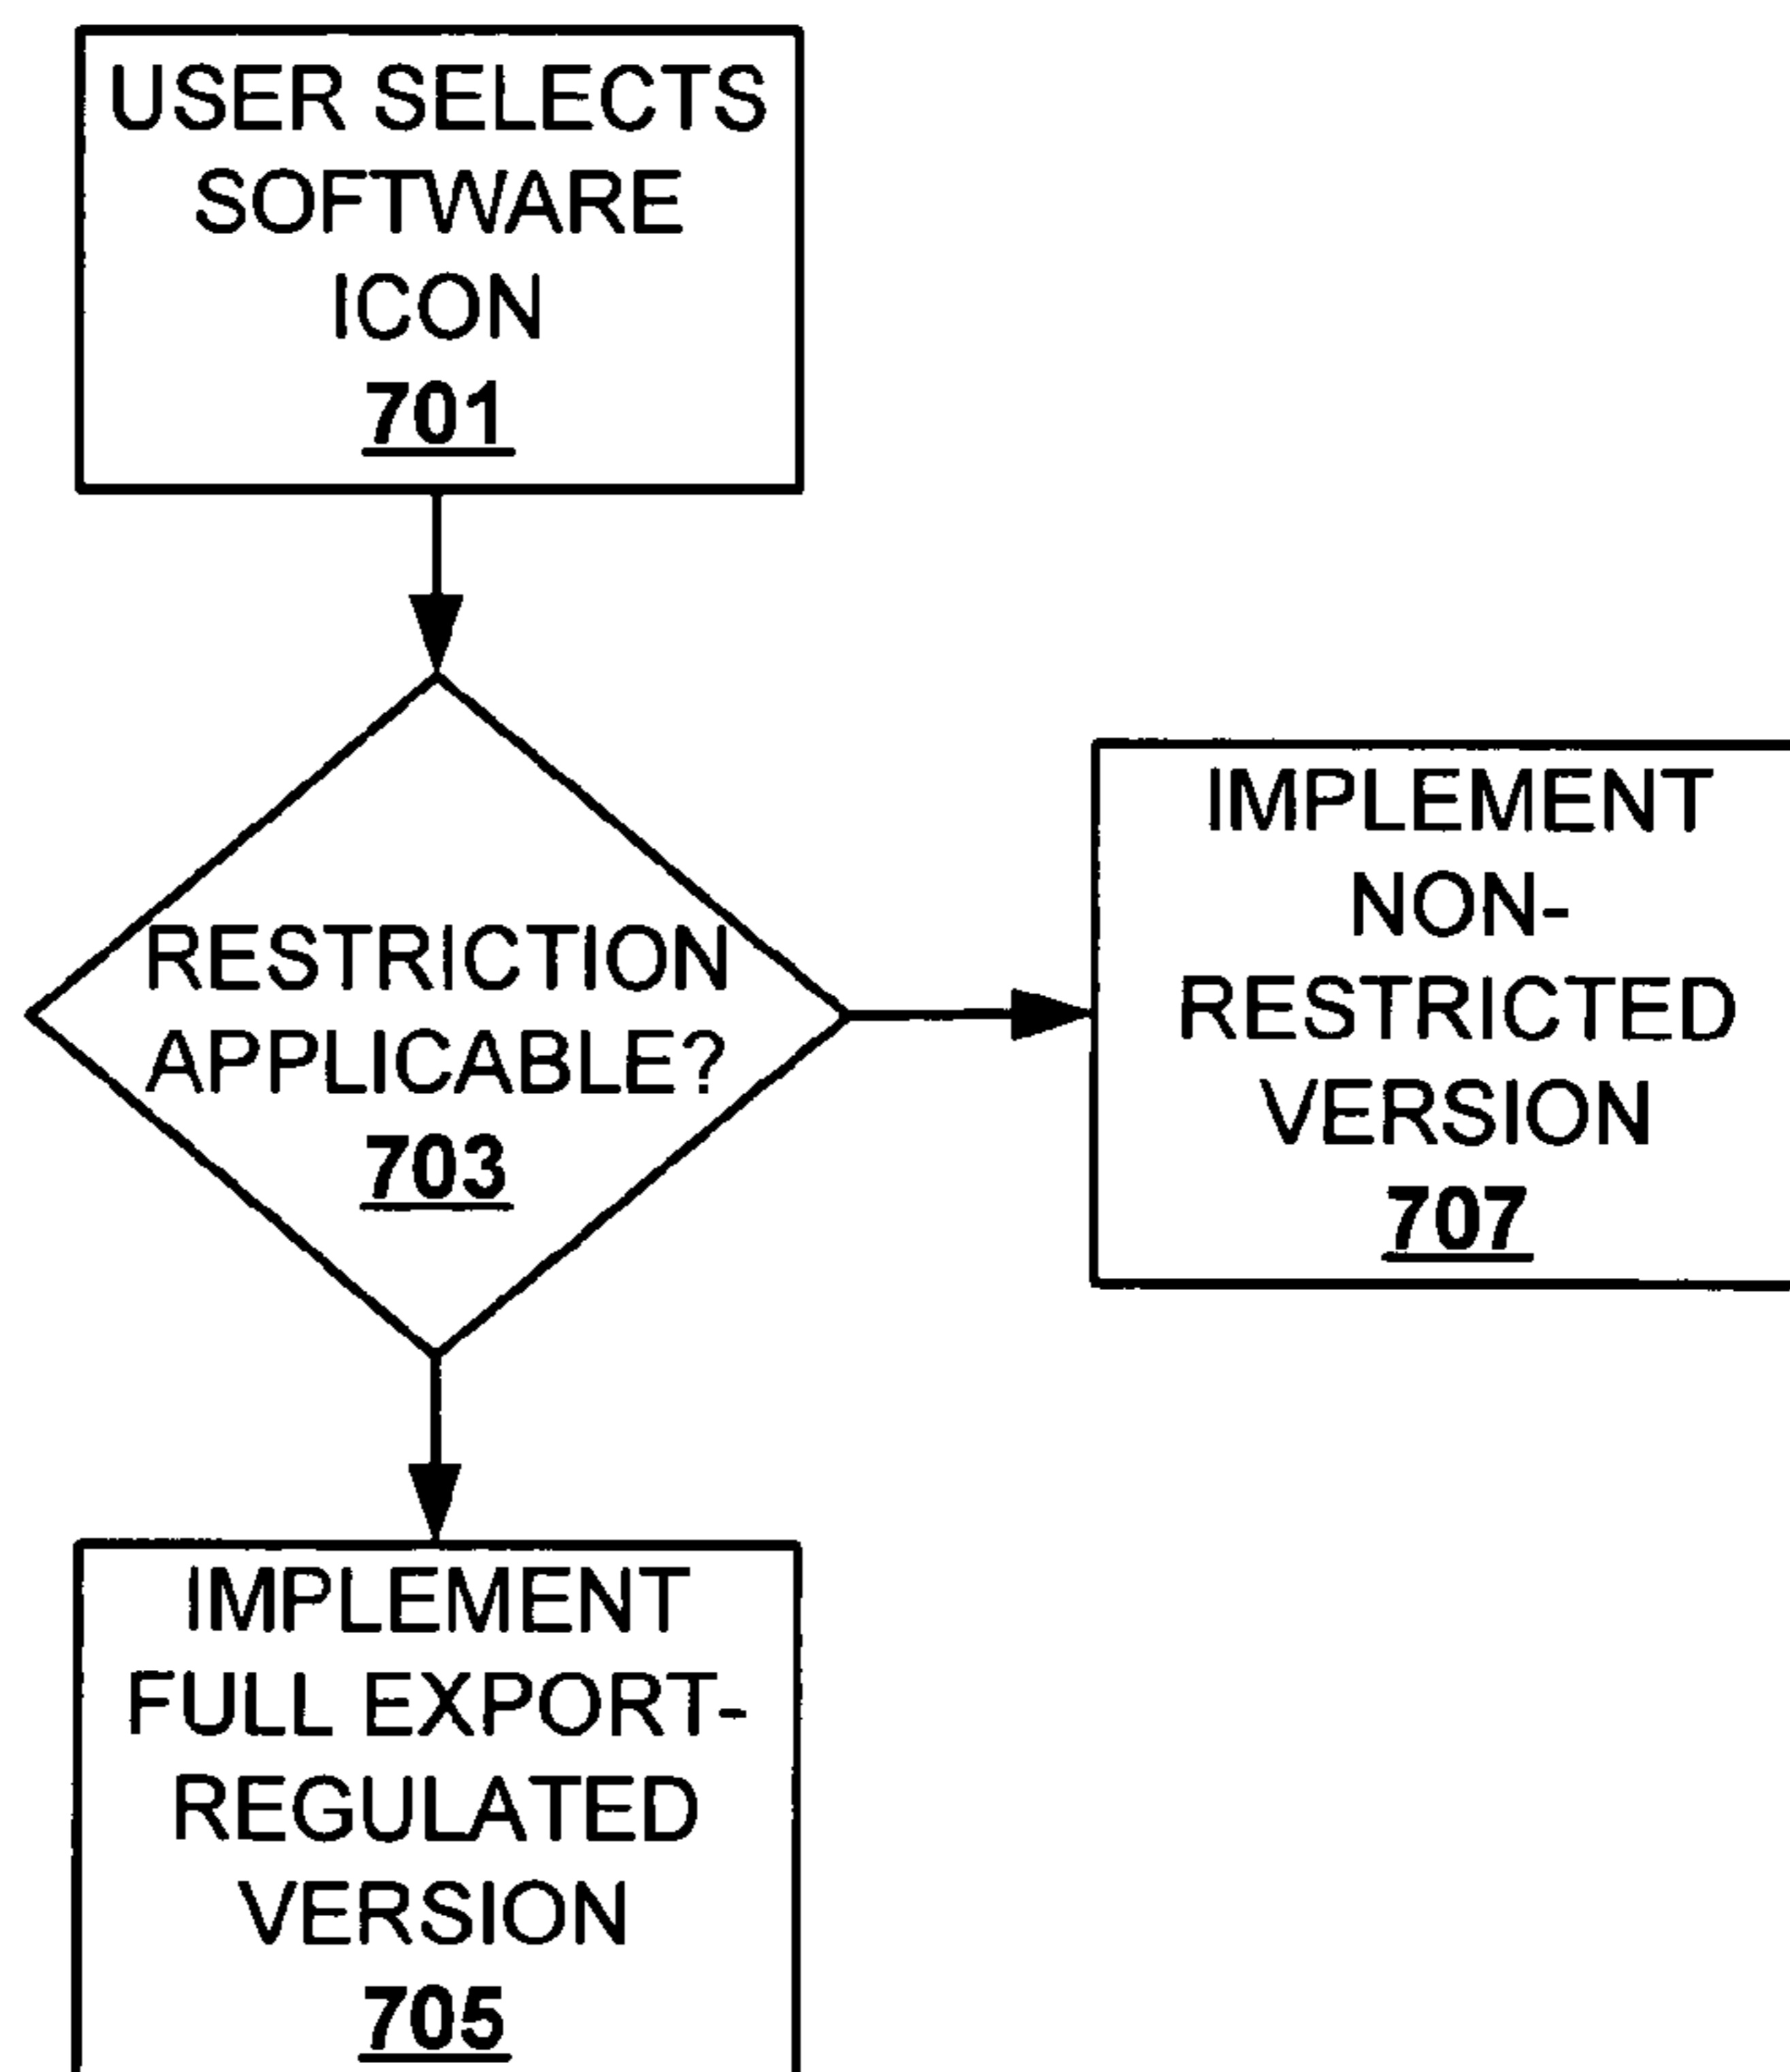 USER SELECTS
SOFTWARE
ICON
701
RESTRICTION
APPLICABLE?
703
IMPLEMENT
NON-
RESTRICTED
VERSION
707
IMPLEMENT
FULL EXPORT-
REGULATED
VERSION
705